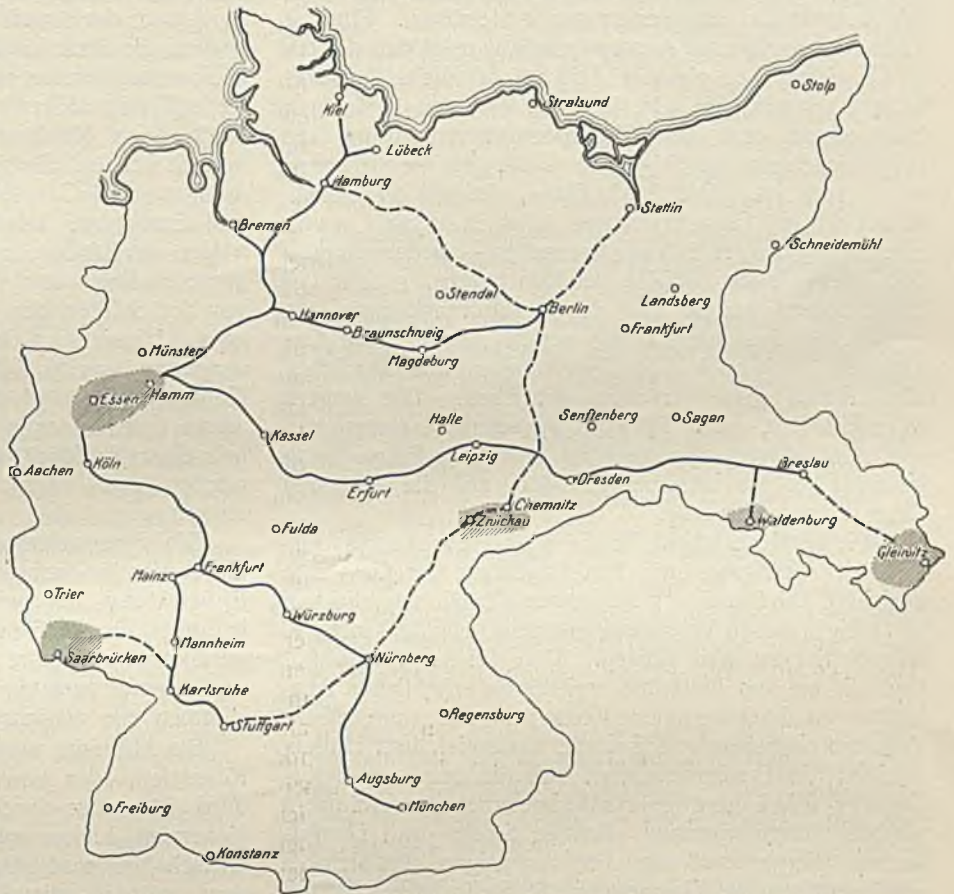 Stolp
Stralsund
Kiel
Lübeck
Hamburg
Stettin
Bremen
Schneidemühl
Stendal
Landsberg
Berlin
Hannover
Braunschweig
Frankfurt
Magdeburg
Münster
Hamm
Essen
Halle
Senftenberg
Sagan
Kassel
Leipzig
Aachen
Köln
Breslau
Erfurt
Dresden
Chemnitz
Zwickau
Waldenburg
Fulda
Gleiwitz
Frankfurt
Mainz
Trier
Würzburg
Mannheim
Saarbrücken
Nürnberg
Karlsruhe
Regensburg
Stuttgart
Augsburg
Freiburg
München
Konstanz